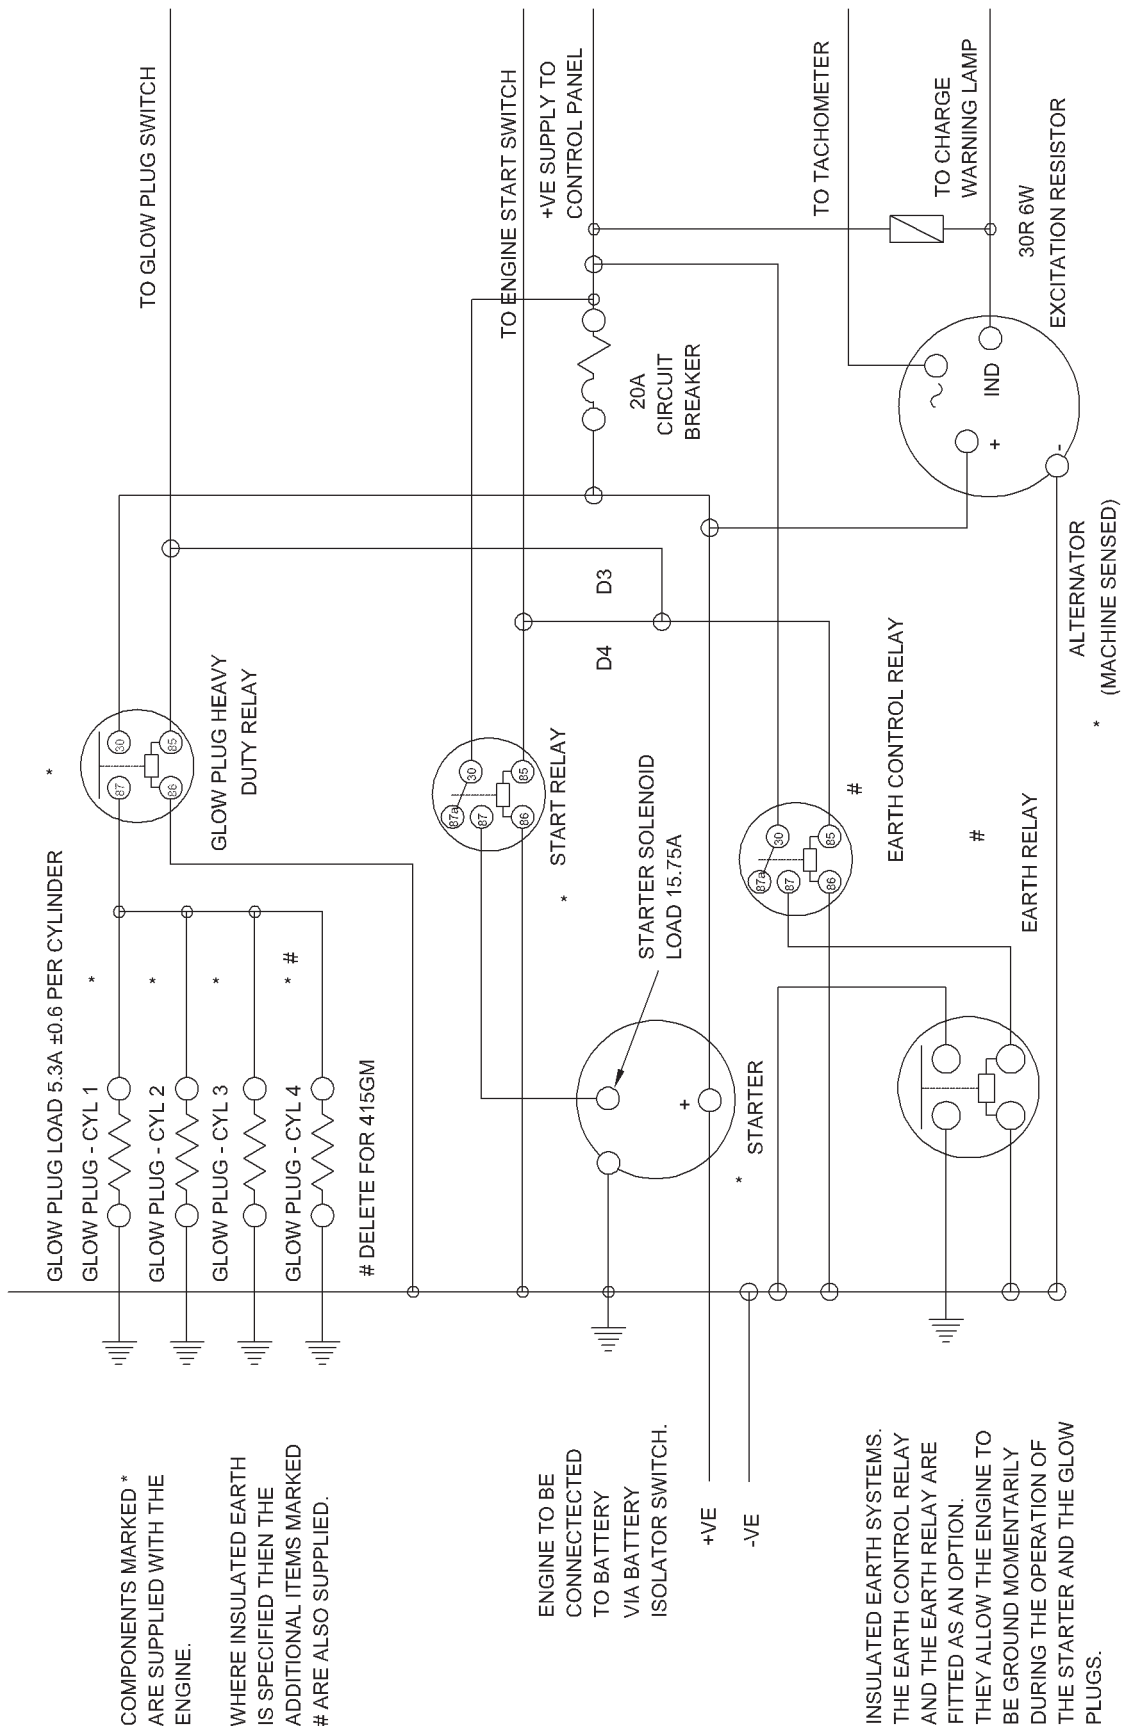 TO GLOW PLUG SWITCH
TO ENGINE START SWITCH
+VE SUPPLY TO
CONTROL PANEL
TO TACHOMETER
TO CHARGE
WARNING LAMP
30R 6W
EXCITATION RESISTOR
20A
CIRCUIT
BREAKER
~
IND
+
-
ALTERNATOR
(MACHINE SENSED)
*
D3
D4
*
30
85
87
86
GLOW PLUG HEAVY
DUTY RELAY
30
85
87a
87
86
START RELAY
*
30
85
87a
87
86
#
EARTH CONTROL RELAY
#
EARTH RELAY
STARTER SOLENOID
LOAD 15.75A
+
STARTER
*
GLOW PLUG LOAD 5.3A ±0.6 PER CYLINDER
GLOW PLUG - CYL 1 *
GLOW PLUG - CYL 2 *
GLOW PLUG - CYL 3 *
GLOW PLUG - CYL 4 * #
# DELETE FOR 415GM
COMPONENTS MARKED *
ARE SUPPLIED WITH THE
ENGINE.
WHERE INSULATED EARTH
IS SPECIFIED THEN THE
ADDITIONAL ITEMS MARKED
# ARE ALSO SUPPLIED.
ENGINE TO BE
CONNECTED
TO BATTERY
VIA BATTERY
ISOLATOR SWITCH.
+VE
-VE
INSULATED EARTH SYSTEMS.
THE EARTH CONTROL RELAY
AND THE EARTH RELAY ARE
FITTED AS AN OPTION.
THEY ALLOW THE ENGINE TO
BE GROUND MOMENTARILY
DURING THE OPERATION OF
THE STARTER AND THE GLOW
PLUGS.